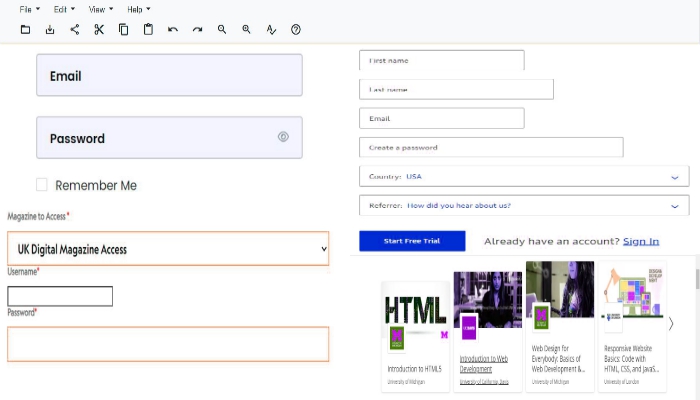 File Edit View Help
Email
Password
Remember Me
Magazine to Access*
UK Digital Magazine Access
Username*
Password*
First name
Last name
Email
Create a password
Country: USA
Referrer: How did you hear about us?
Start Free Trial Already have an account? Sign In
HTML
M
Introduction to HTML5
University of Michigan
Introduction to Web
Development
University of California, Davis
Web Design for
Everybody: Basics of
Web Development &...
University of Michigan
Responsive Website
Basics: Code with
HTML, CSS, and JavaS...
University of London